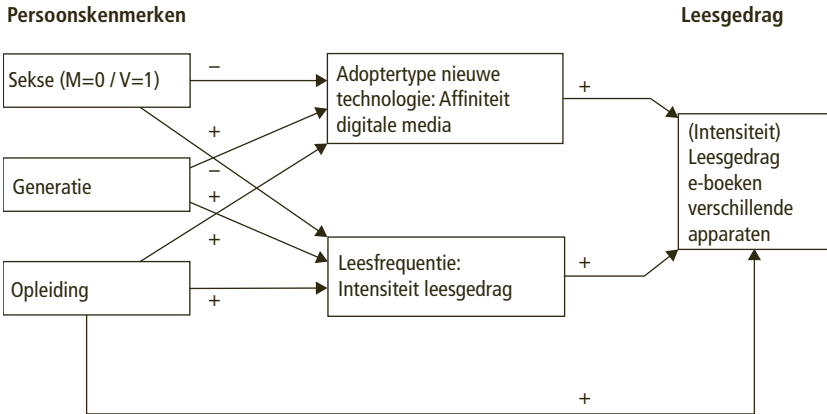 Persoonskenmerken
Leesgedrag
Sekse (M=0 / V=1)
–
Adoptertype nieuwe
technologie: Affiniteit
digitale media
+
(Intensiteit)
Leesgedrag
e-boeken
verschillende
apparaten
+
Generatie
–
+
+
Leesfrequentie:
Intensiteit leesgedrag
+
Opleiding
+
+